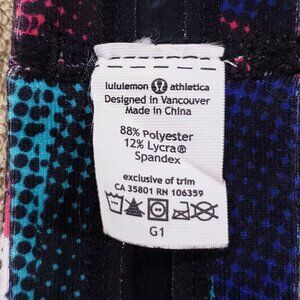 lululemon athletica
Designed in Vancouver
Made in China
88% Polyester
12% Lycra®
Spandex
exclusive of trim
CA 35801 RN 106359
G1